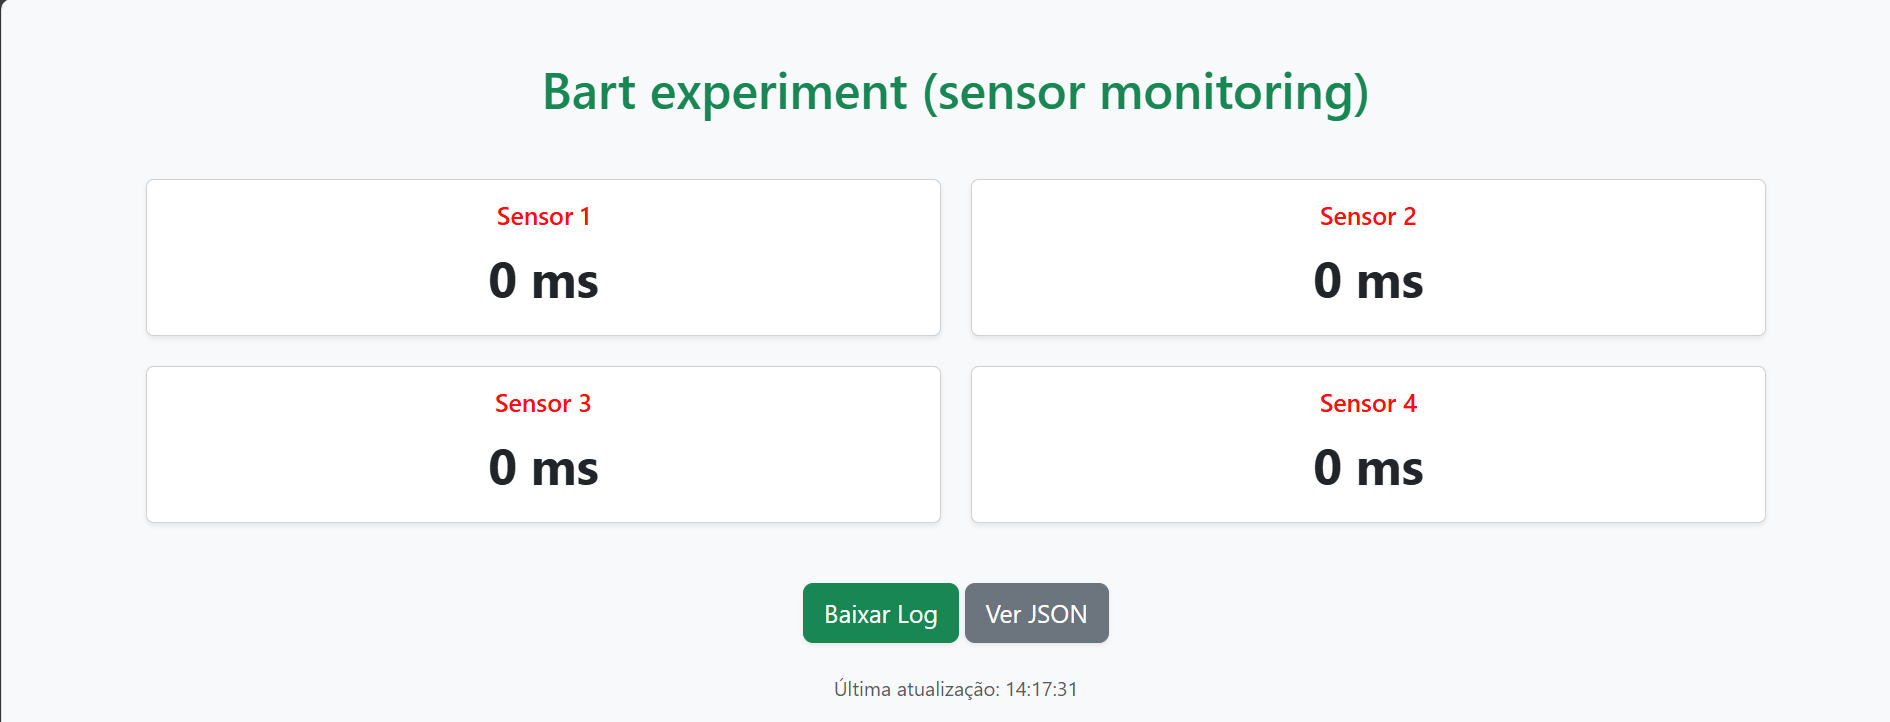 Bart experiment (sensor monitoring)
Sensor 1
0 ms
Sensor 2
0 ms
Sensor 3
0 ms
Sensor 4
0 ms
Baixar Log
Ver JSON
Última atualização: 14:17:31